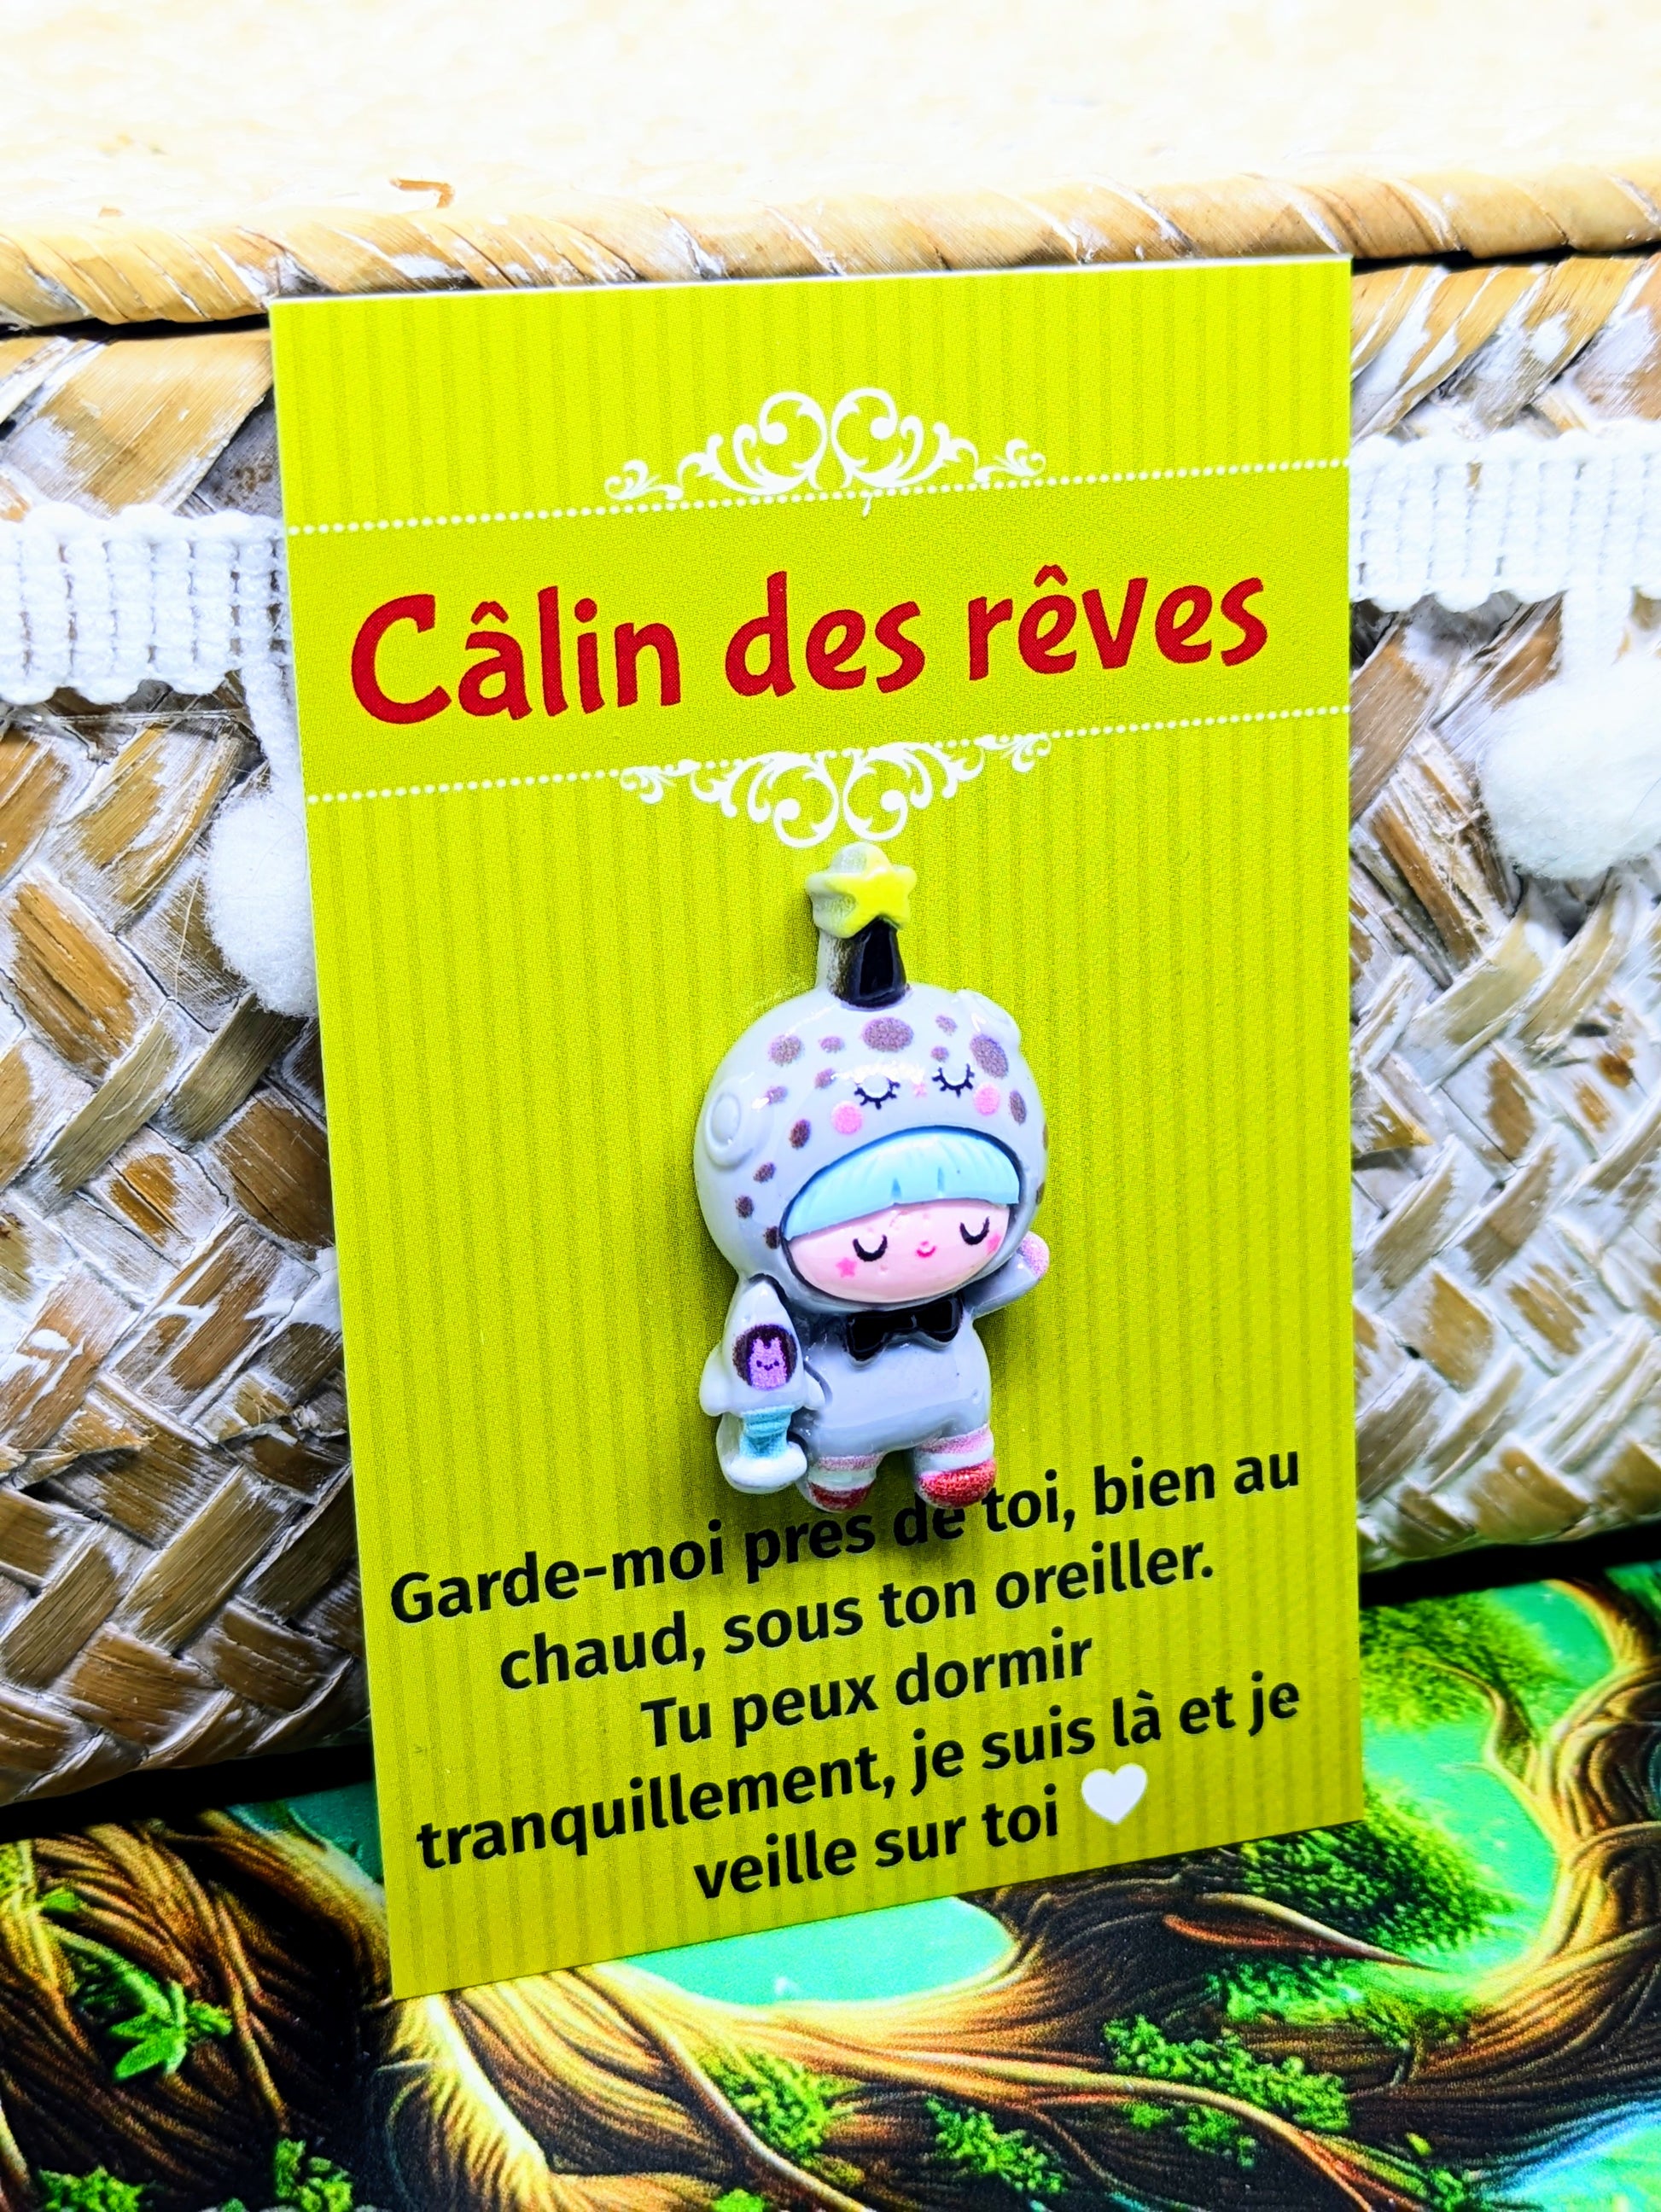 Câlin des rêves
Garde-moi près de toi, bien au
chaud, sous ton oreiller.
Tu peux dormir
tranquillement, je suis là et je
veille sur toi